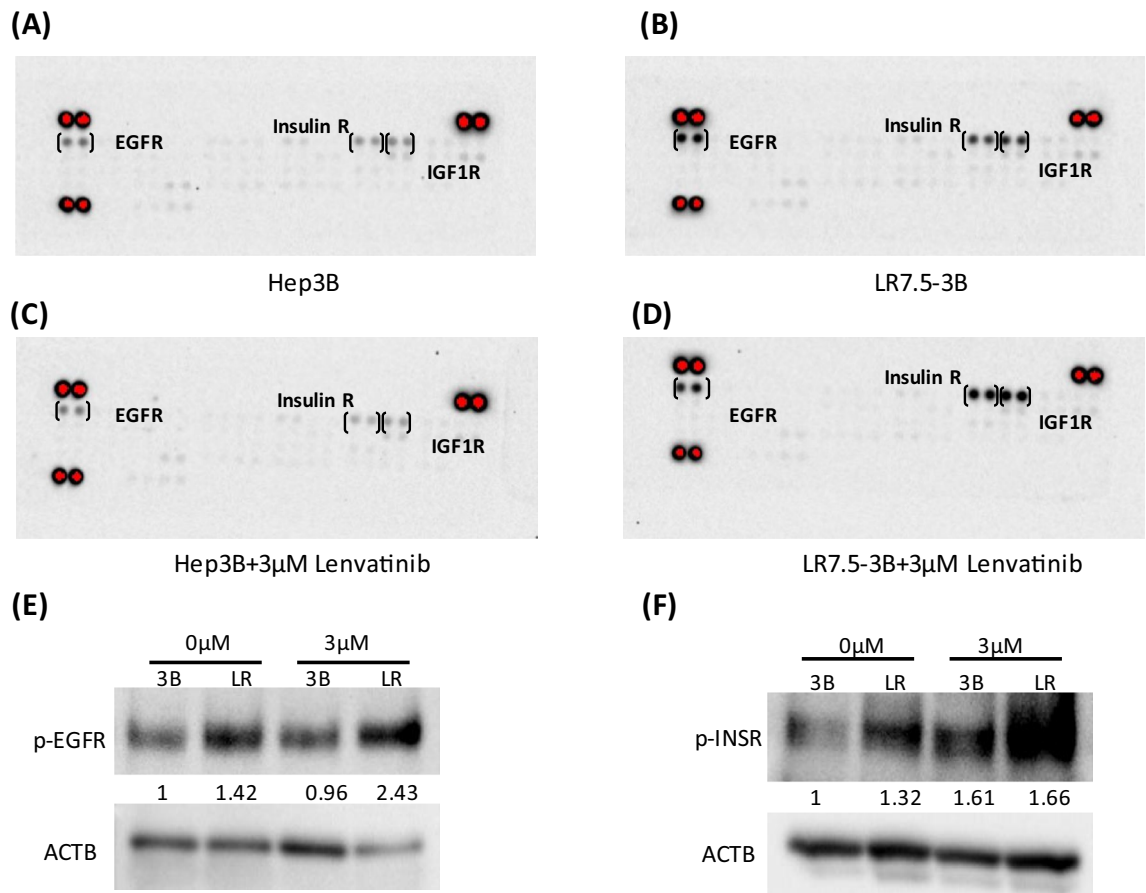 (A)
(B)
Insulin R
EGFR
IGF1R
Hep3B
Insulin R
EGFR
IGF1R
LR7.5-3B
(C)
(D)
Insulin R
EGFR
IGF1R
Hep3B+3μM Lenvatinib
Insulin R
EGFR
IGF1R
LR7.5-3B+3μM Lenvatinib
(E)
0μM 3μM
3B LR 3B LR
p-EGFR
1 1.42 0.96 2.43
ACTB
(F)
0μM 3μM
3B LR 3B LR
p-INSR
1 1.32 1.61 1.66
ACTB